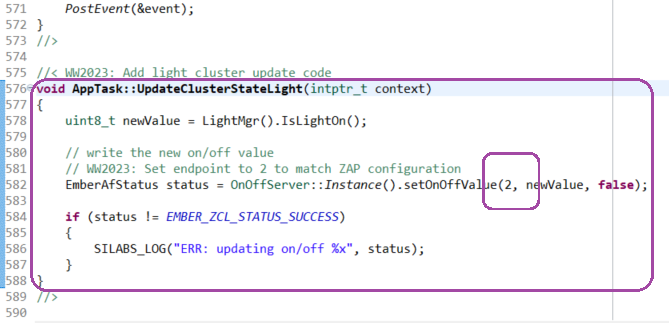 571 PostEvent(&event);
572 }
573 //>
574
575 //< WW2023: Add light cluster update code
576 void AppTask::UpdateClusterStateLight(intptr_t context)
577 {
578 uint8_t newValue = LightMgr().IsLightOn();
579
580 // write the new on/off value
581 // WW2023: Set endpoint to 2 to match ZAP configuration
582 EmberAfStatus status = OnOffServer::Instance().setOnOffValue(2, newValue, false);
583
584 if (status != EMBER_ZCL_STATUS_SUCCESS)
585 {
586 SILABS_LOG("ERR: updating on/off %x", status);
587 }
588 }
589 //>
590